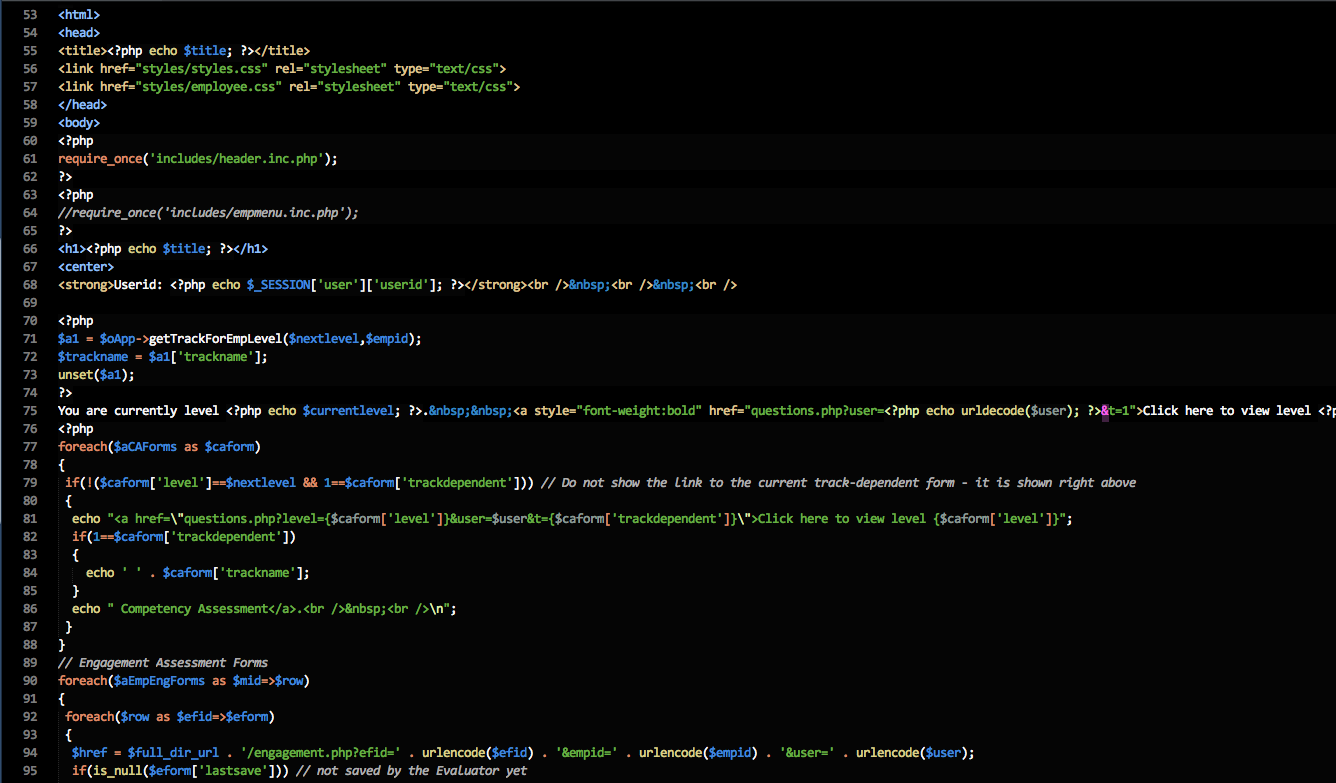 53 <html>
54 <head>
55 <title><?php echo $title; ?></title>
56 <link href="styles/styles.css" rel="stylesheet" type="text/css">
57 <link href="styles/employee.css" rel="stylesheet" type="text/css">
58 </head>
59 <body>
60 <?php
61 require_once('includes/header.inc.php');
62 ?>
63 <?php
64 //require_once('includes/empmenu.inc.php');
65 ?>
66 <h1><?php echo $title; ?></h1>
67 <center>
68 <strong>Userid: <?php echo $_SESSION['user']['userid']; ?></strong><br />&nbsp;<br />&nbsp;<br />
69
70 <?php
71 $a1 = $oApp->getTrackForEmpLevel($nextlevel,$empid);
72 $trackname = $a1['trackname'];
73 unset($a1);
74 ?>
75 You are currently level <?php echo $currentlevel; ?>.&nbsp;&nbsp;<a style="font-weight:bold" href="questions.php?user=<?php echo urldecode($user); ?>&t=1">Click here to view level <?p
76 <?php
77 foreach($aCAForms as $caform)
78 {
79 if(!($caform['level']==$nextlevel && 1==$caform['trackdependent'])) // Do not show the link to the current track-dependent form - it is shown right above
80 {
81 echo "<a href=\"questions.php?level={$caform['level']}&user=$user&t={$caform['trackdependent']}\">Click here to view level {$caform['level']}";
82 if(1==$caform['trackdependent'])
83 {
84 echo ' ' . $caform['trackname'];
85 }
86 echo " Competency Assessment</a>.<br />&nbsp;<br />\n";
87 }
88 }
89 // Engagement Assessment Forms
90 foreach($aEmpEngForms as $mid=>$row)
91 {
92 foreach($row as $efid=>$eform)
93 {
94 $href = $full_dir_url . '/engagement.php?efid=' . urlencode($efid) . '&empid=' . urlencode($empid) . '&user=' . urlencode($user);
95 if(is_null($eform['lastsave'])) // not saved by the Evaluator yet